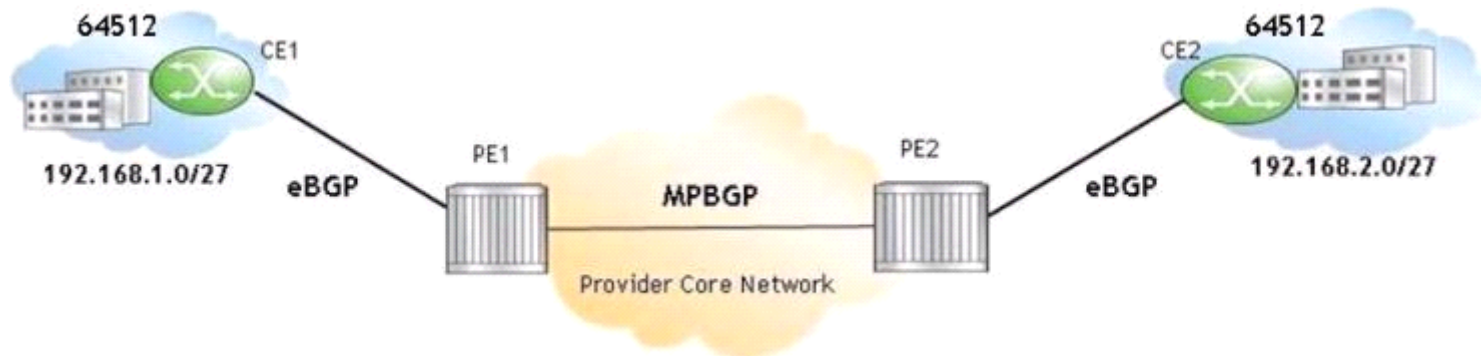 64512
CE1
192.168.1.0/27
eBGP
PE1
MPBGP
Provider Core Network
PE2
eBGP
64512
CE2
192.168.2.0/27